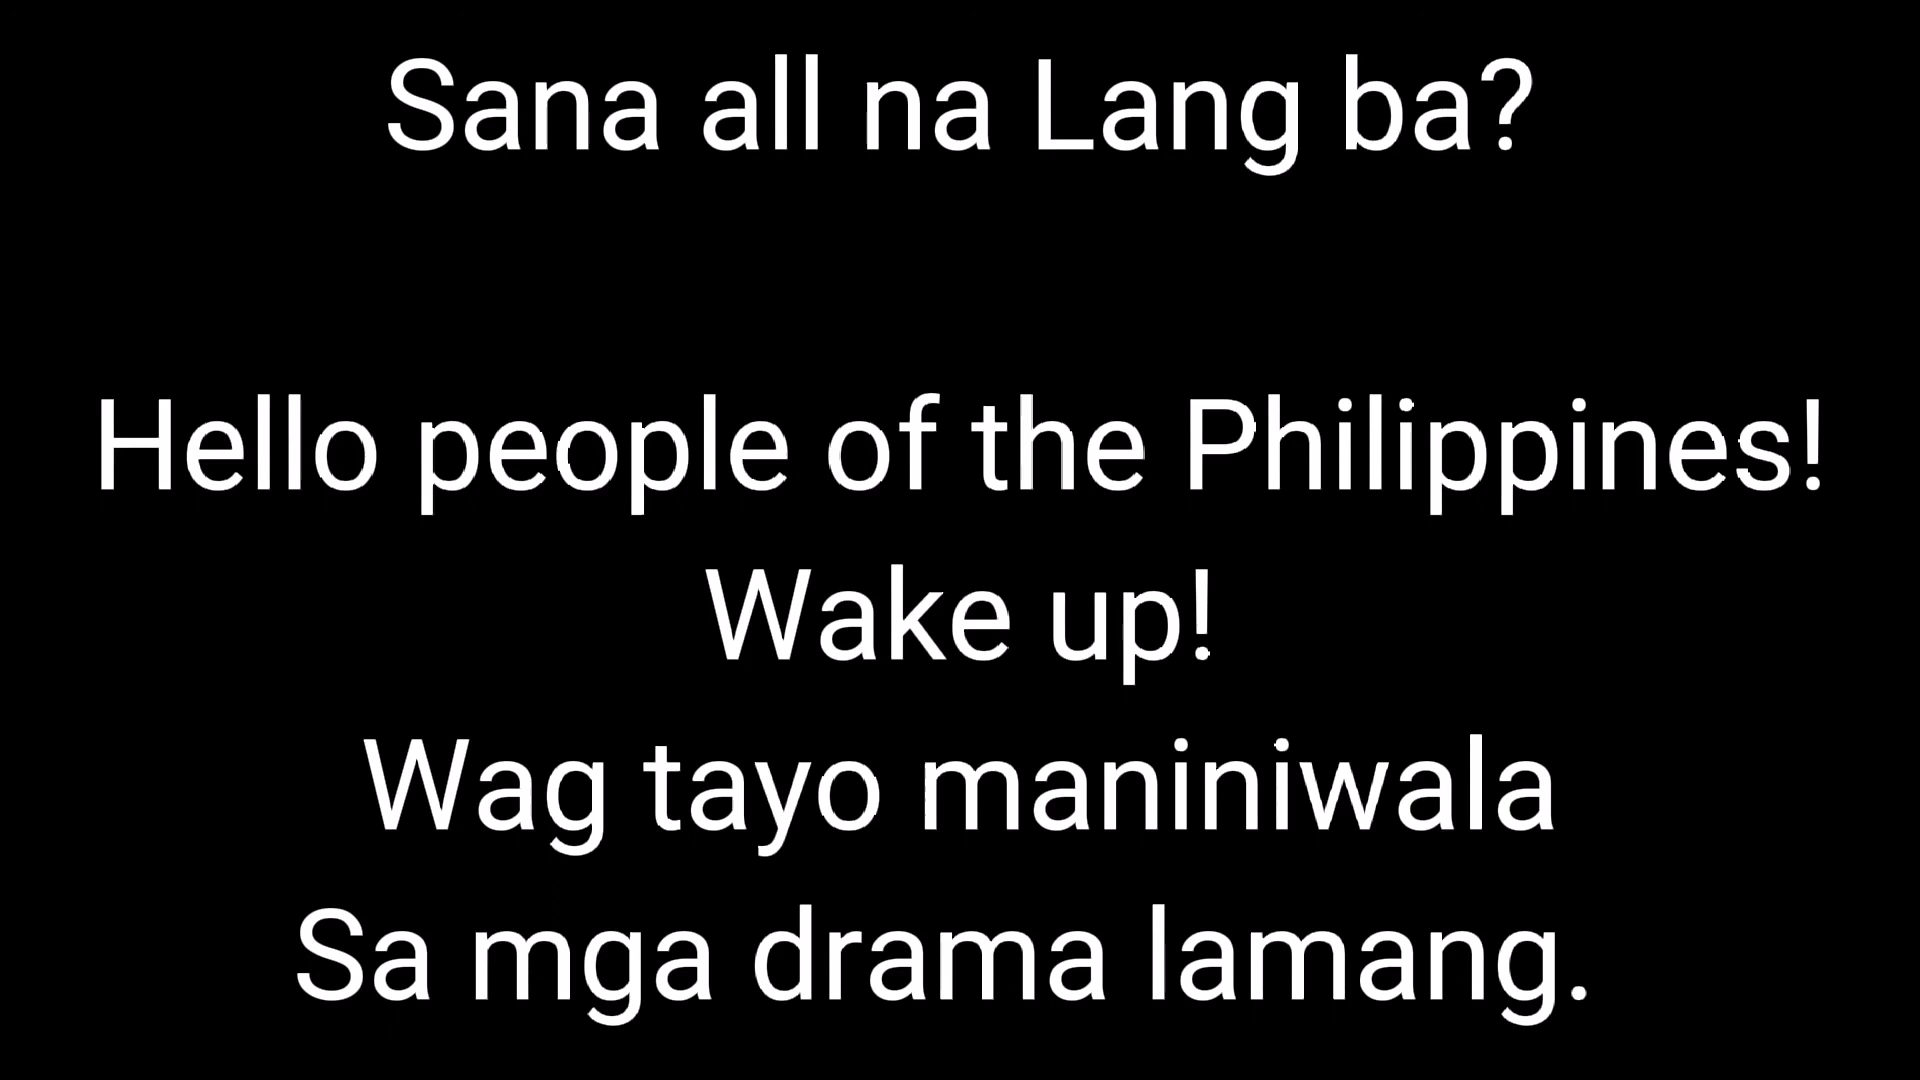 Sana all na Lang ba?
Hello people of the Philippines!
Wake up!
Wag tayo maniniwala
Sa mga drama lamang.